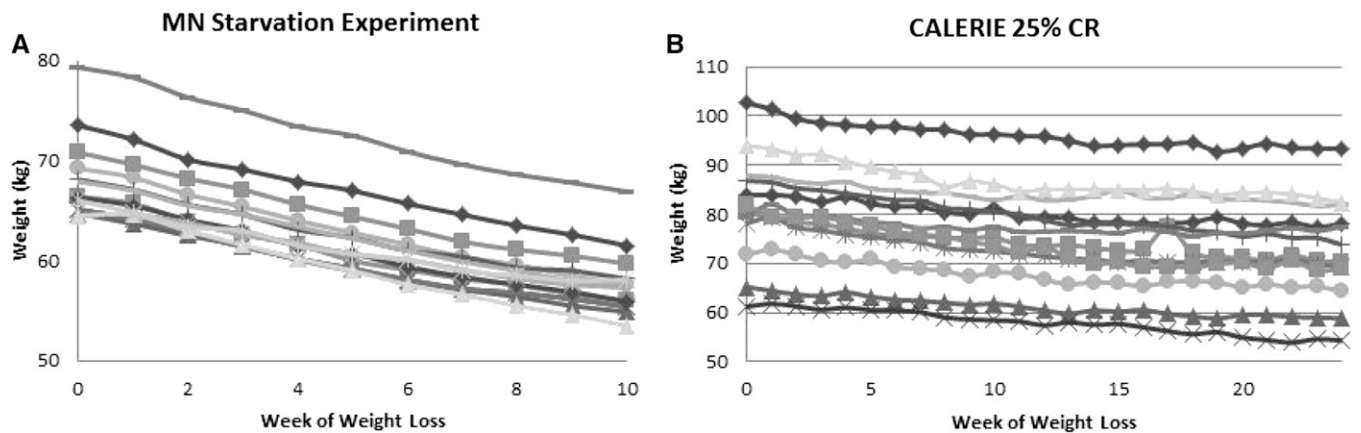 MN Starvation Experiment
A
80
70
60
50
Weight (kg)
0 2 4 6 8 10
Week of Weight Loss
CALERIE 25% CR
B
110
100
90
80
70
60
50
Weight (kg)
0 5 10 15 20
Week of Weight Loss